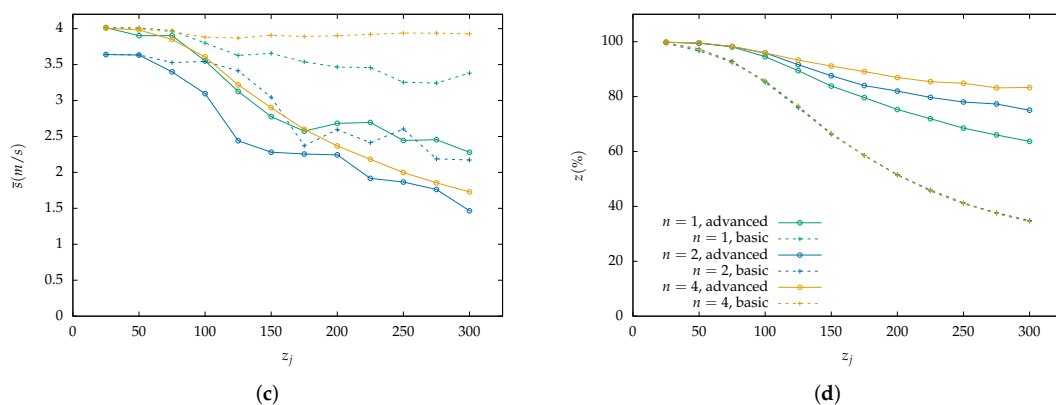 4
3.5
3
2.5
2
1.5
1
0.5
0
s̄(m/s)
0 50 100 150 200 250 300
z_j
(c)
100
80
60
40
20
0
z(%)
n = 1, advanced
n = 1, basic
n = 2, advanced
n = 2, basic
n = 4, advanced
n = 4, basic
0 50 100 150 200 250 300
z_j
(d)